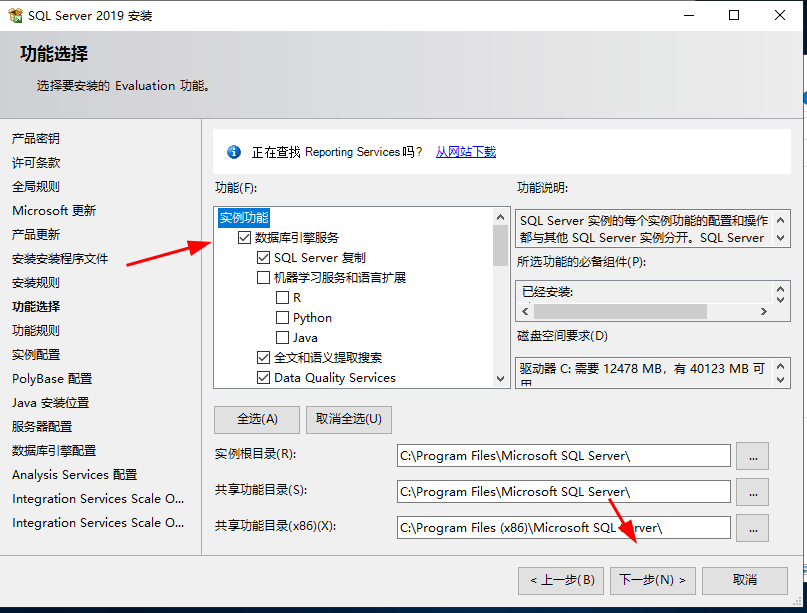 SQL Server 2019 安装
功能选择
选择要安装的 Evaluation 功能。
产品密钥
许可条款
全局规则
Microsoft 更新
产品更新
安装安装程序文件
安装规则
功能选择
功能规则
实例配置
PolyBase 配置
Java 安装位置
服务器配置
数据库引擎配置
Analysis Services 配置
Integration Services Scale O...
Integration Services Scale O...
正在查找 Reporting Services 吗? 从网站下载
功能(F):
实例功能
数据库引擎服务
SQL Server 复制
机器学习服务和语言扩展
R
Python
Java
全文和语义提取搜索
Data Quality Services
功能说明:
SQL Server 实例的每个实例功能的配置和操作
都与其他 SQL Server 实例分开。SQL Server
所选功能的必备组件(P):
已经安装:
磁盘空间要求(D)
驱动器 C: 需要 12478 MB，有 40123 MB 可
用
全选(A) 取消全选(U)
实例根目录(R): C:\Program Files\Microsoft SQL Server\ ...
共享功能目录(S): C:\Program Files\Microsoft SQL Server\ ...
共享功能目录(x86)(X): C:\Program Files (x86)\Microsoft SQL Server\ ...
< 上一步(B) 下一步(N) > 取消